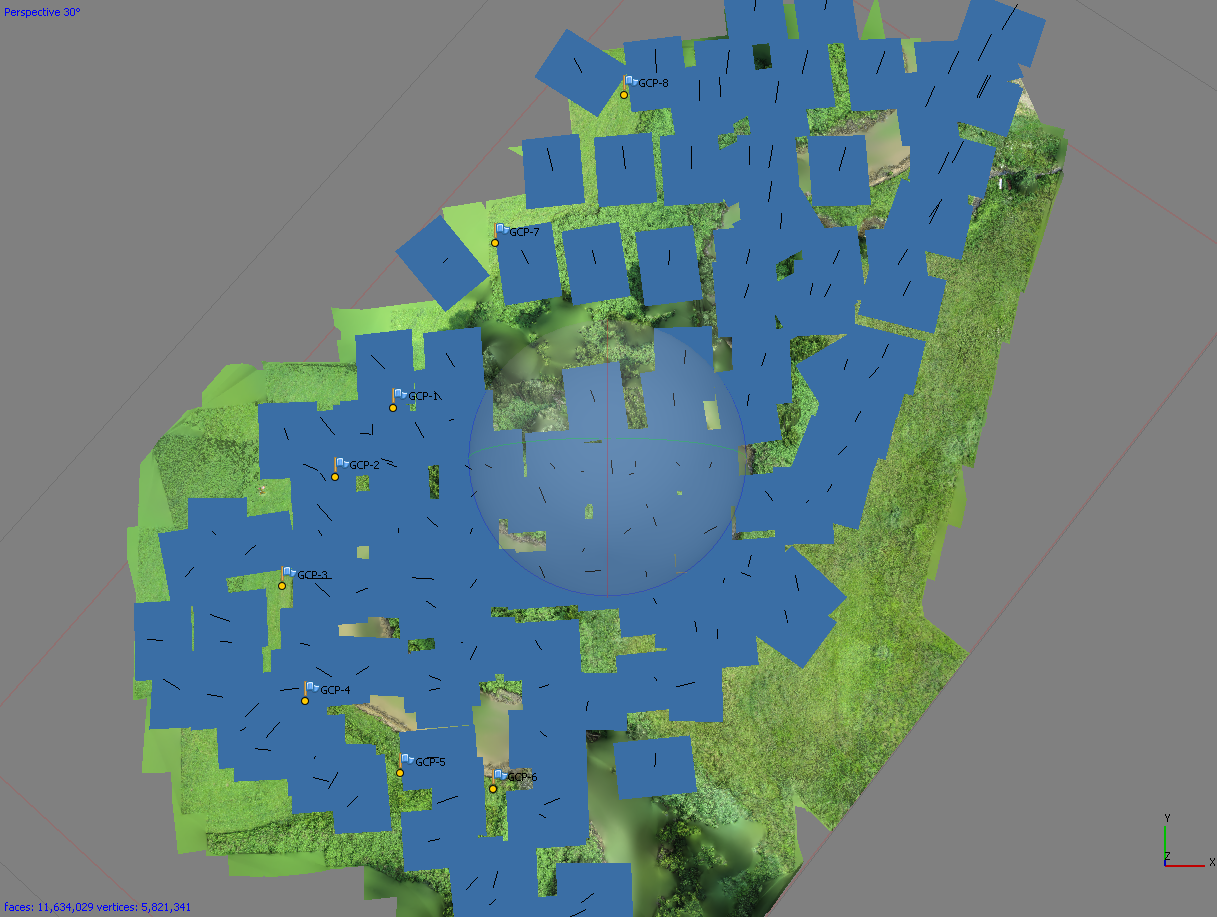 Perspective 30°
GCP-8
GCP-7
GCP-1
GCP-2
GCP-3
GCP-4
GCP-5
GCP-6
Y
Z
X
faces: 11,634,029 vertices: 5,821,341